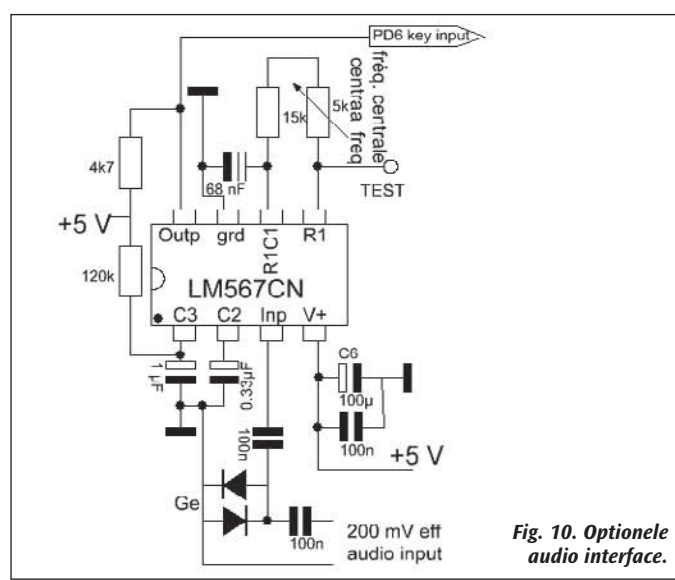 PD6 key input
fréq. centrale
centraa freq
15k
5k
4k7
68 nF
TEST
+5 V
Outp
grd
R1C1
R1
120k
LM567CN
C3
C2
Inp
V+
1 µF
0.33µF
C6
100µ
100n
100n
+5 V
Ge
100n
200 mV eff
audio input
Fig. 10. Optionele
audio interface.